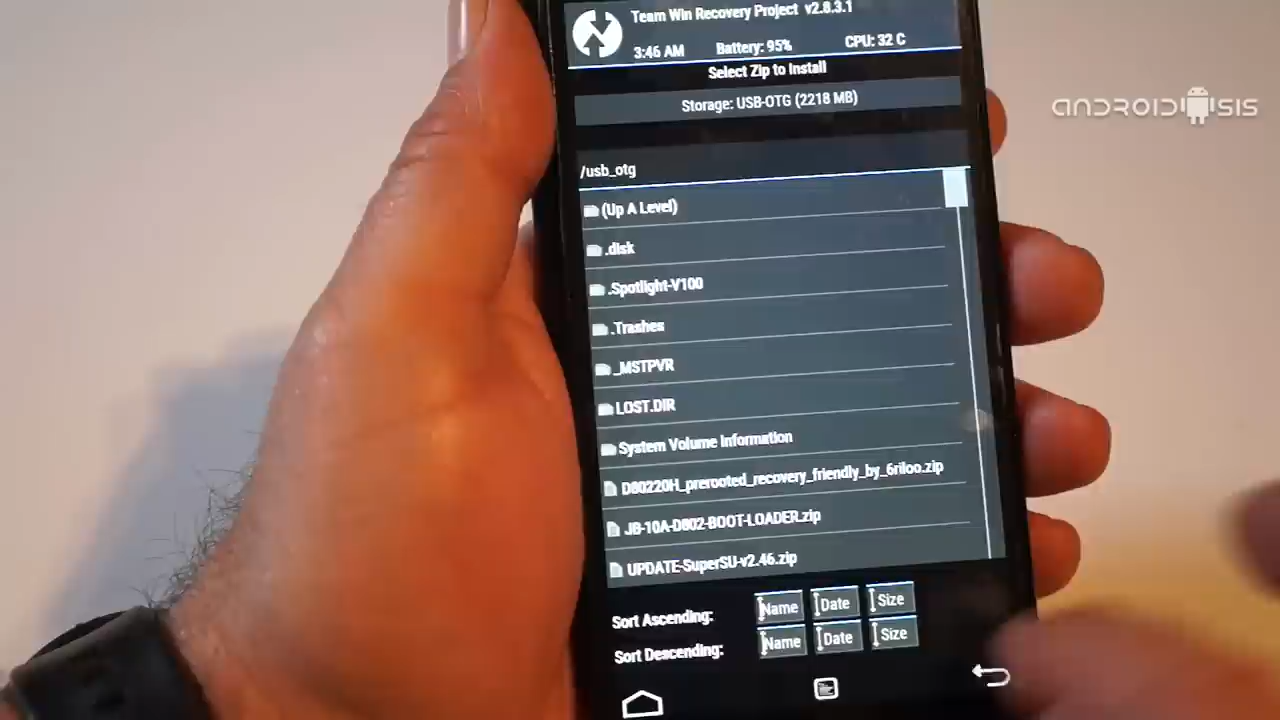 Team Win Recovery Project v2.8.3.1
3:46 AM Battery: 95% CPU: 32 C
Select Zip to Install
Storage: USB-OTG (2218 MB)
ANDROIDSIS
/usb_otg
(Up A Level)
.disk
.Spotlight-V100
.Trashes
_MSTPVR
LOST.DIR
System Volume Information
D80220H_prerooted_recovery_friendly_by_6riloo.zip
JB-10A-D802-BOOT-LOADER.zip
UPDATE-SuperSU-v2.46.zip
Sort Ascending: Name Date Size
Sort Descending: Name Date Size